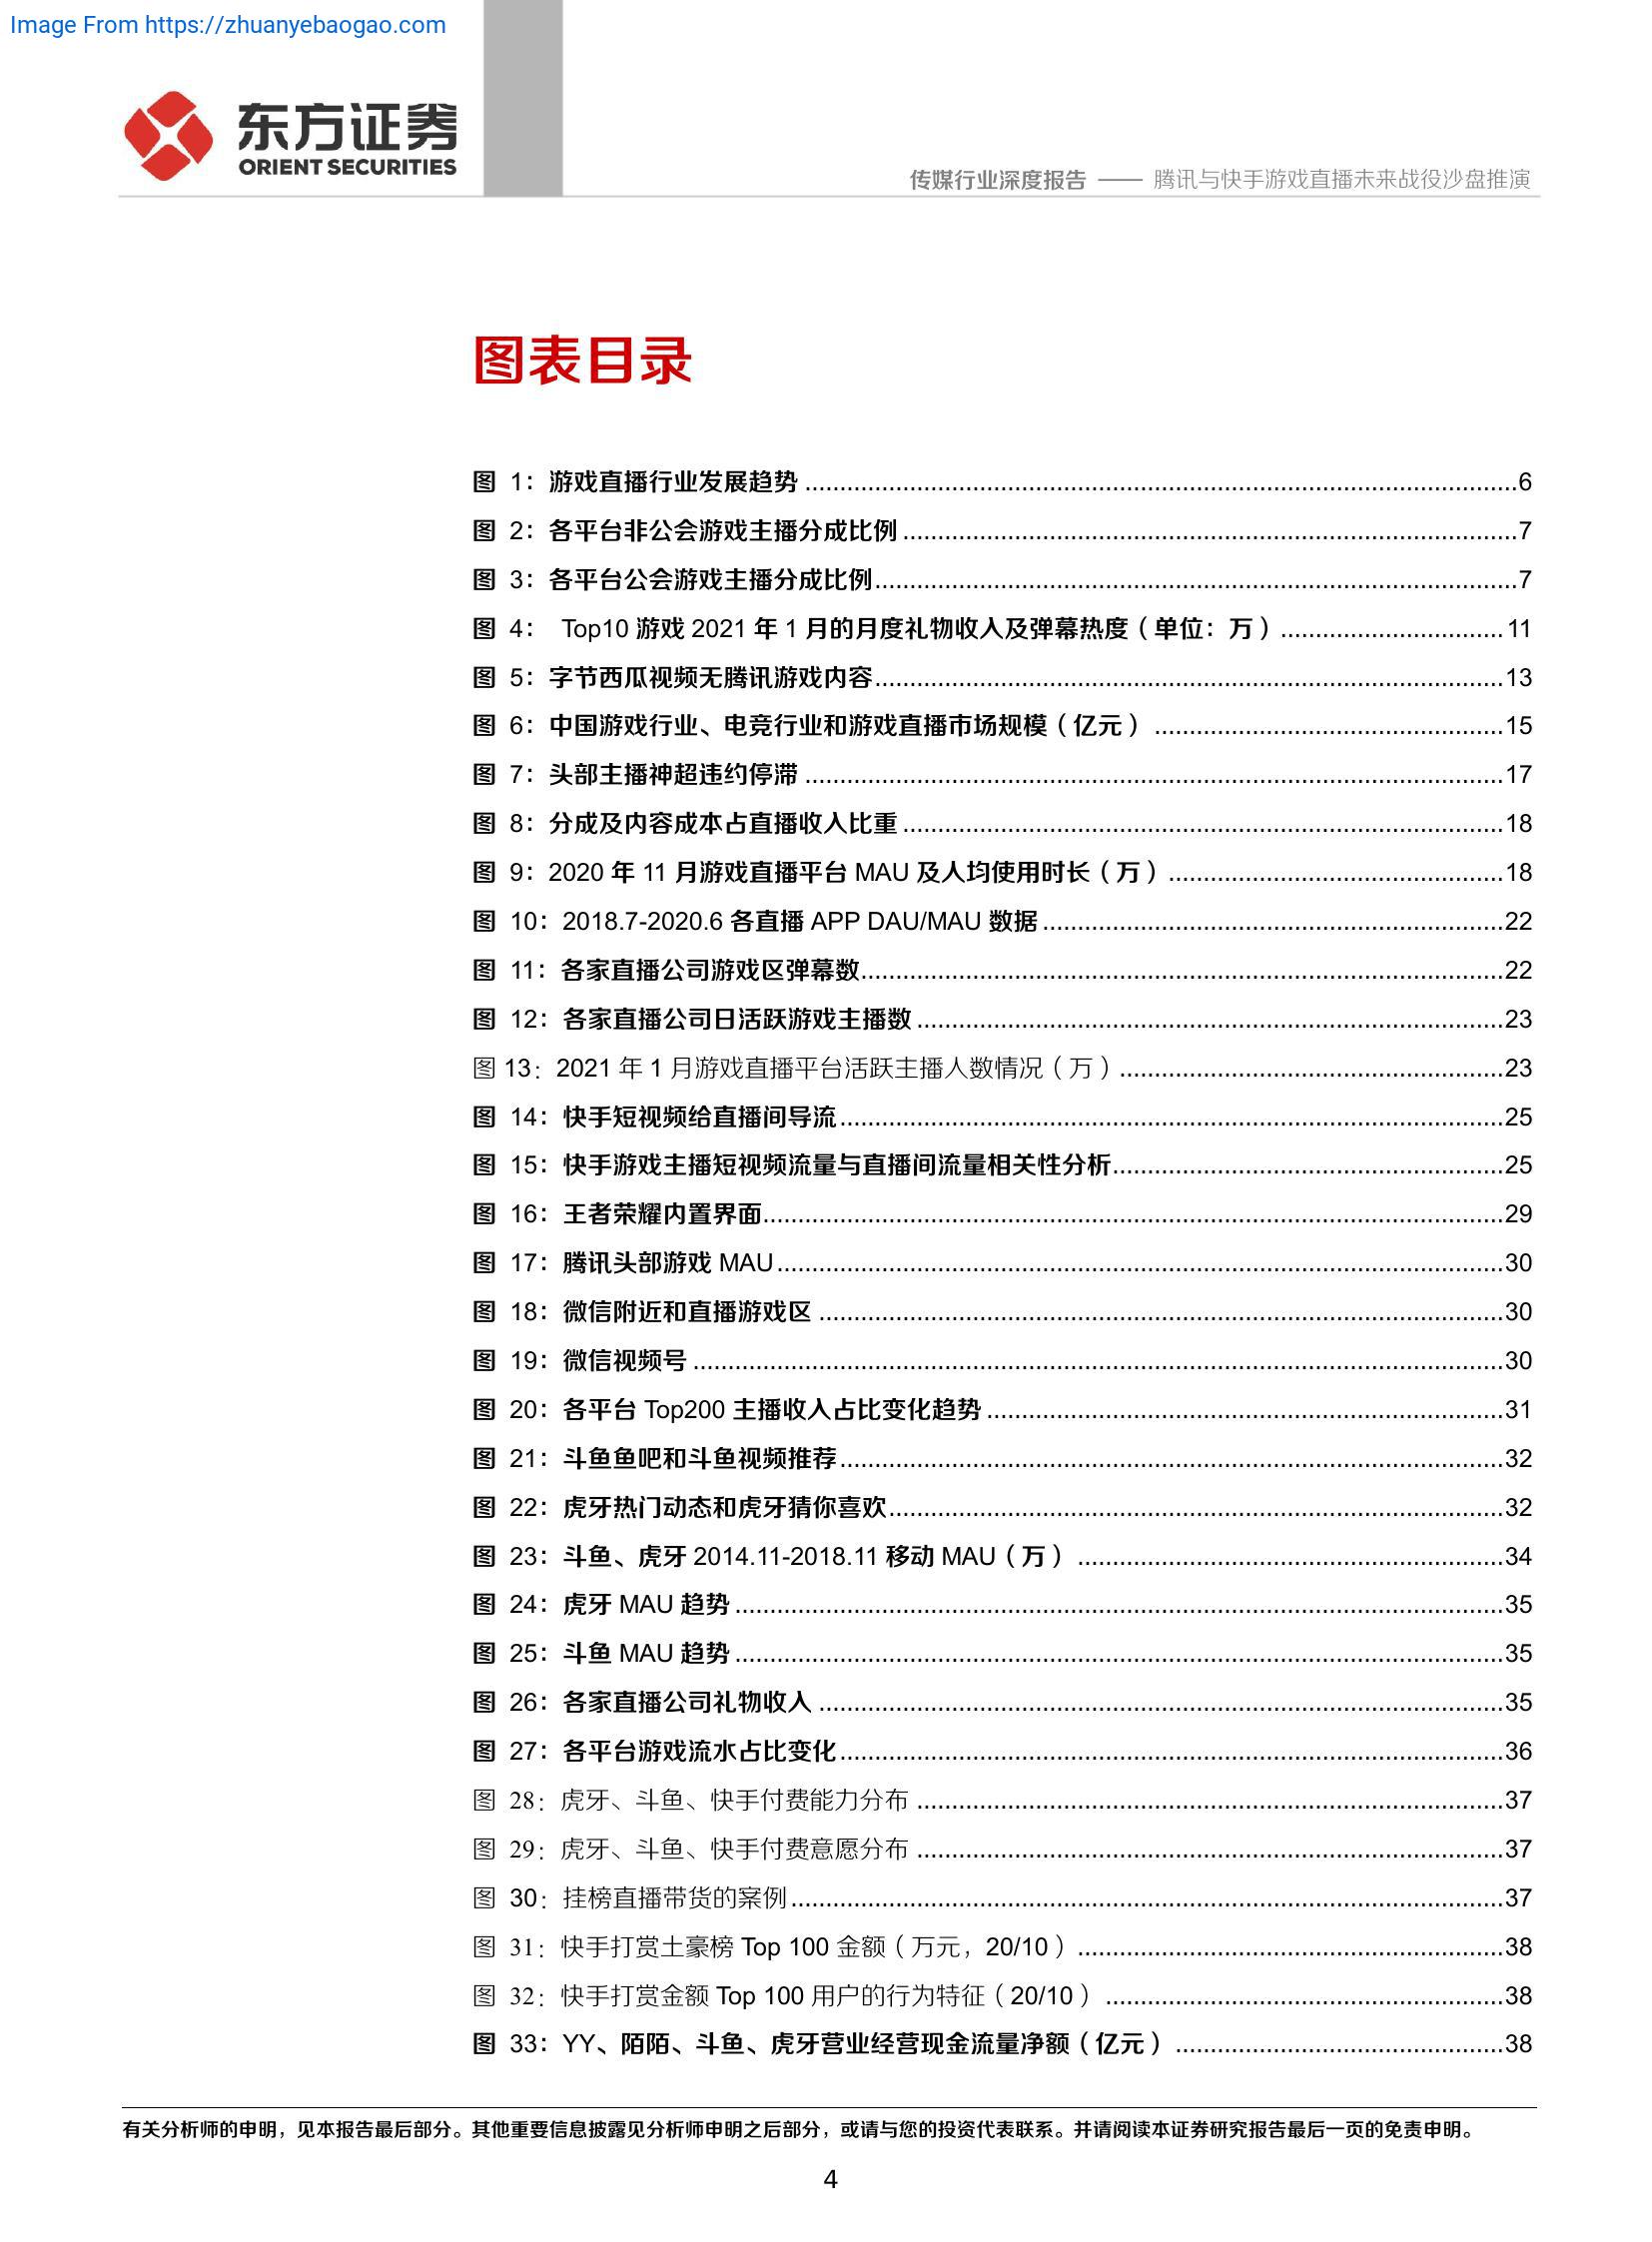 Image From https://zhuanyebaogao.com
东方证券
ORIENT SECURITIES
传媒行业深度报告 —— 腾讯与快手游戏直播未来战役沙盘推演
图表目录
图 1：游戏直播行业发展趋势 ................................................ 6
图 2：各平台非公会游戏主播分成比例 ................................................ 7
图 3：各平台公会游戏主播分成比例 ................................................ 7
图 4： Top10 游戏 2021 年 1 月的月度礼物收入及弹幕热度（单位：万） ................................................ 11
图 5：字节西瓜视频无腾讯游戏内容 ................................................ 13
图 6：中国游戏行业、电竞行业和游戏直播市场规模（亿元） ................................................ 15
图 7：头部主播神超违约停滞 ................................................ 17
图 8：分成及内容成本占直播收入比重 ................................................ 18
图 9：2020 年 11 月游戏直播平台 MAU 及人均使用时长（万） ................................................ 18
图 10：2018.7-2020.6 各直播 APP DAU/MAU 数据 ................................................ 22
图 11：各家直播公司游戏区弹幕数 ................................................ 22
图 12：各家直播公司日活跃游戏主播数 ................................................ 23
图 13：2021 年 1 月游戏直播平台活跃主播人数情况（万） ................................................ 23
图 14：快手短视频给直播间导流 ................................................ 25
图 15：快手游戏主播短视频流量与直播间流量相关性分析 ................................................ 25
图 16：王者荣耀内置界面 ................................................ 29
图 17：腾讯头部游戏 MAU ................................................ 30
图 18：微信附近和直播游戏区 ................................................ 30
图 19：微信视频号 ................................................ 30
图 20：各平台 Top200 主播收入占比变化趋势 ................................................ 31
图 21：斗鱼鱼吧和斗鱼视频推荐 ................................................ 32
图 22：虎牙热门动态和虎牙猜你喜欢 ................................................ 32
图 23：斗鱼、虎牙 2014.11-2018.11 移动 MAU（万） ................................................ 34
图 24：虎牙 MAU 趋势 ................................................ 35
图 25：斗鱼 MAU 趋势 ................................................ 35
图 26：各家直播公司礼物收入 ................................................ 35
图 27：各平台游戏流水占比变化 ................................................ 36
图 28：虎牙、斗鱼、快手付费能力分布 ................................................ 37
图 29：虎牙、斗鱼、快手付费意愿分布 ................................................ 37
图 30：挂榜直播带货的案例 ................................................ 37
图 31：快手打赏土豪榜 Top 100 金额（万元，20/10） ................................................ 38
图 32：快手打赏金额 Top 100 用户的行为特征（20/10） ................................................ 38
图 33：YY、陌陌、斗鱼、虎牙营业经营现金流量净额（亿元） ................................................ 38
有关分析师的申明，见本报告最后部分。其他重要信息披露见分析师申明之后部分，或请与您的投资代表联系。并请阅读本证券研究报告最后一页的免责申明。
4